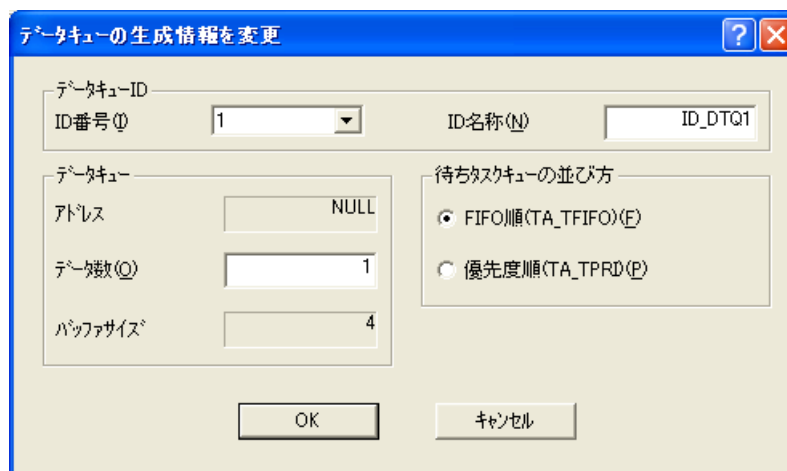 ﾃﾞｰﾀｷｭｰの生成情報を変更
ﾃﾞｰﾀｷｭｰID
ID番号(I) 1 ID名称(N) ID_DTQ1
ﾃﾞｰﾀｷｭｰ
ｱﾄﾞﾚｽ NULL
ﾃﾞｰﾀ数(O) 1
ﾊﾞｯﾌｧｻｲｽﾞ 4
待ちﾀｽｸｷｭｰの並び方
FIFO順(TA_TFIFO)(F)
優先度順(TA_TPRI)(P)
OK ｷｬﾝｾﾙ